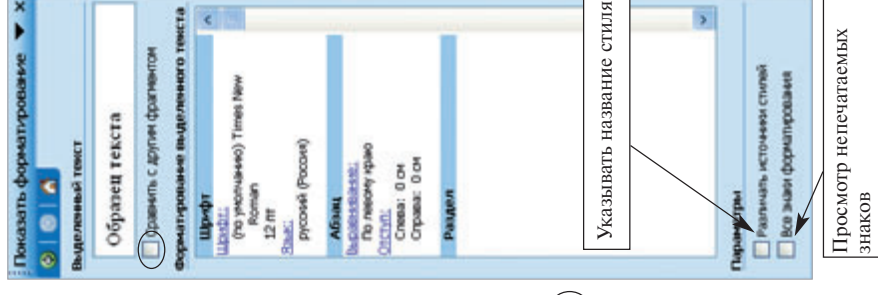 Показать форматирование
Выделенный текст
Образец текста
Сравнить с другим фрагментом
Форматирование выделенного текста
Шрифт
Шрифт:
(по умолчанию) Times New
Roman
12 пт
Язык:
русский (Россия)
Абзац
Выравнивание:
По левому краю
Отступ:
Слева: 0 см
Справа: 0 см
Раздел
Указывать название стиля
Параметры
Различать источники стилей
Все знаки форматирования
Просмотр непечатаемых
знаков